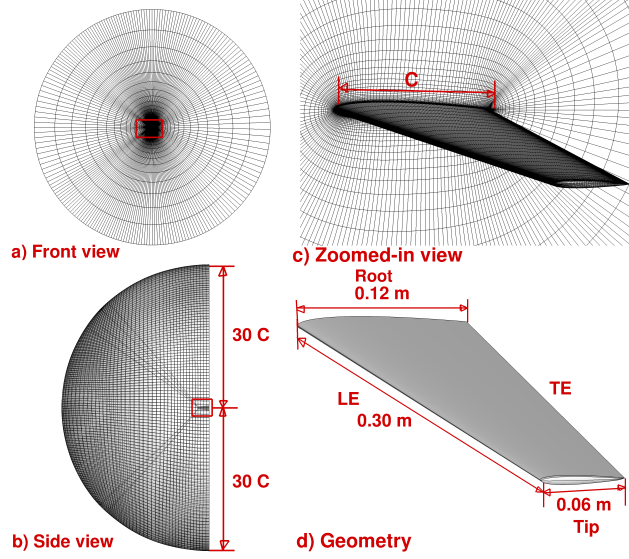 a) Front view
C
c) Zoomed-in view
30 C
30 C
b) Side view
Root
0.12 m
LE
0.30 m
TE
0.06 m
Tip
d) Geometry